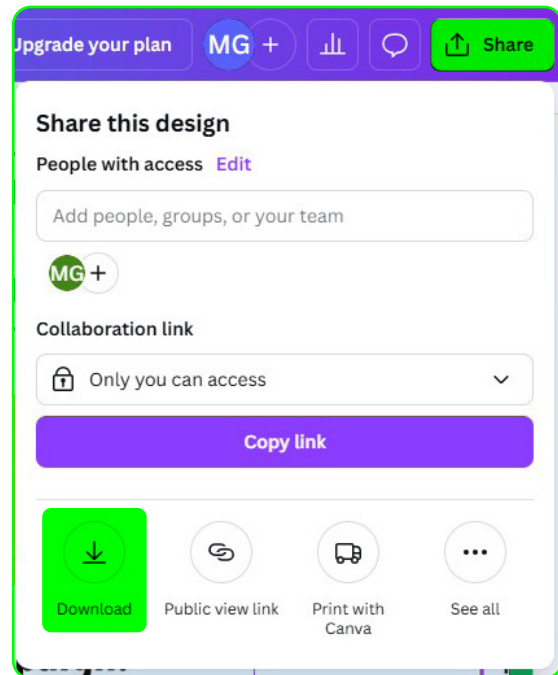 Upgrade your plan
MG
Share
Share this design
People with access Edit
Add people, groups, or your team
MG
Collaboration link
Only you can access
Copy link
Download
Public view link
Print with
Canva
See all